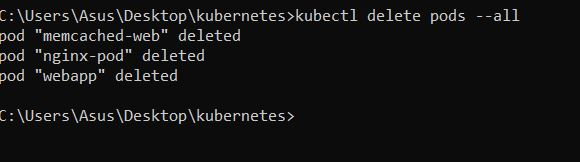 C:\Users\Asus\Desktop\kubernetes>kubectl delete pods --all
pod "memcached-web" deleted
pod "nginx-pod" deleted
pod "webapp" deleted
C:\Users\Asus\Desktop\kubernetes>